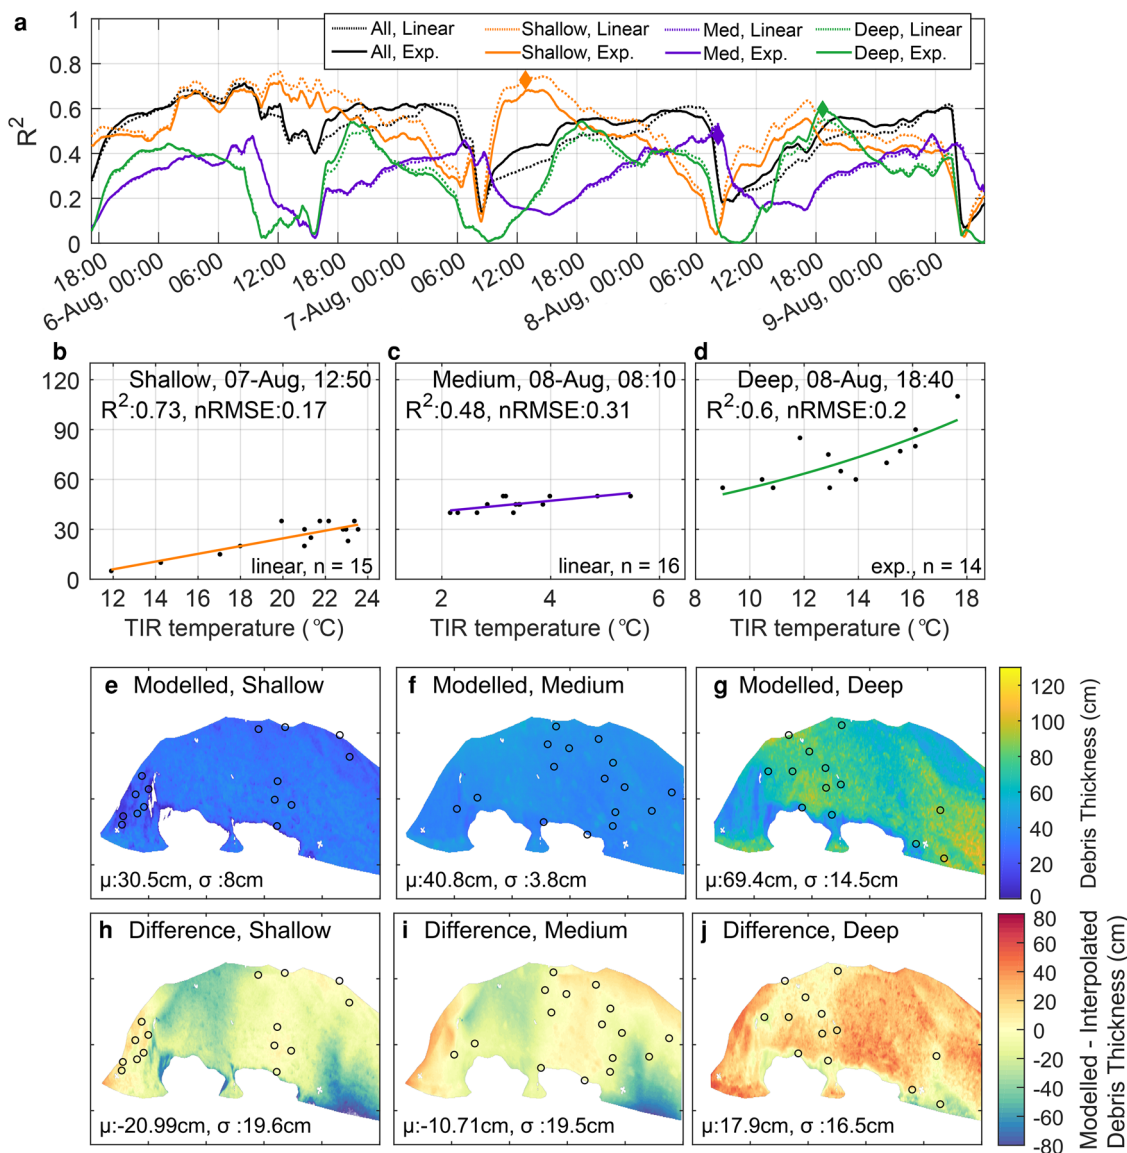 a
All, Linear
Shallow, Linear
Med, Linear
Deep, Linear
All, Exp.
Shallow, Exp.
Med, Exp.
Deep, Exp.
1
0.8
0.6
0.4
0.2
0
R²
18:00
6-Aug, 00:00
06:00
12:00
18:00
7-Aug, 00:00
06:00
12:00
18:00
8-Aug, 00:00
06:00
12:00
18:00
9-Aug, 00:00
06:00
b
Shallow, 07-Aug, 12:50
R²:0.73, nRMSE:0.17
linear, n = 15
120
90
60
30
0
12 14 16 18 20 22 24
TIR temperature (℃)
c
Medium, 08-Aug, 08:10
R²:0.48, nRMSE:0.31
linear, n = 16
2 4 6
TIR temperature (℃)
d
Deep, 08-Aug, 18:40
R²:0.6, nRMSE:0.2
exp., n = 14
8 10 12 14 16 18
TIR temperature (℃)
e Modelled, Shallow
μ:30.5cm, σ :8cm
f Modelled, Medium
μ:40.8cm, σ :3.8cm
g Modelled, Deep
μ:69.4cm, σ :14.5cm
120
100
80
60
40
20
0
Debris Thickness (cm)
h Difference, Shallow
μ:-20.99cm, σ :19.6cm
i Difference, Medium
μ:-10.71cm, σ :19.5cm
j Difference, Deep
μ:17.9cm, σ :16.5cm
80
60
40
20
0
-20
-40
-60
-80
Modelled - Interpolated
Debris Thickness (cm)